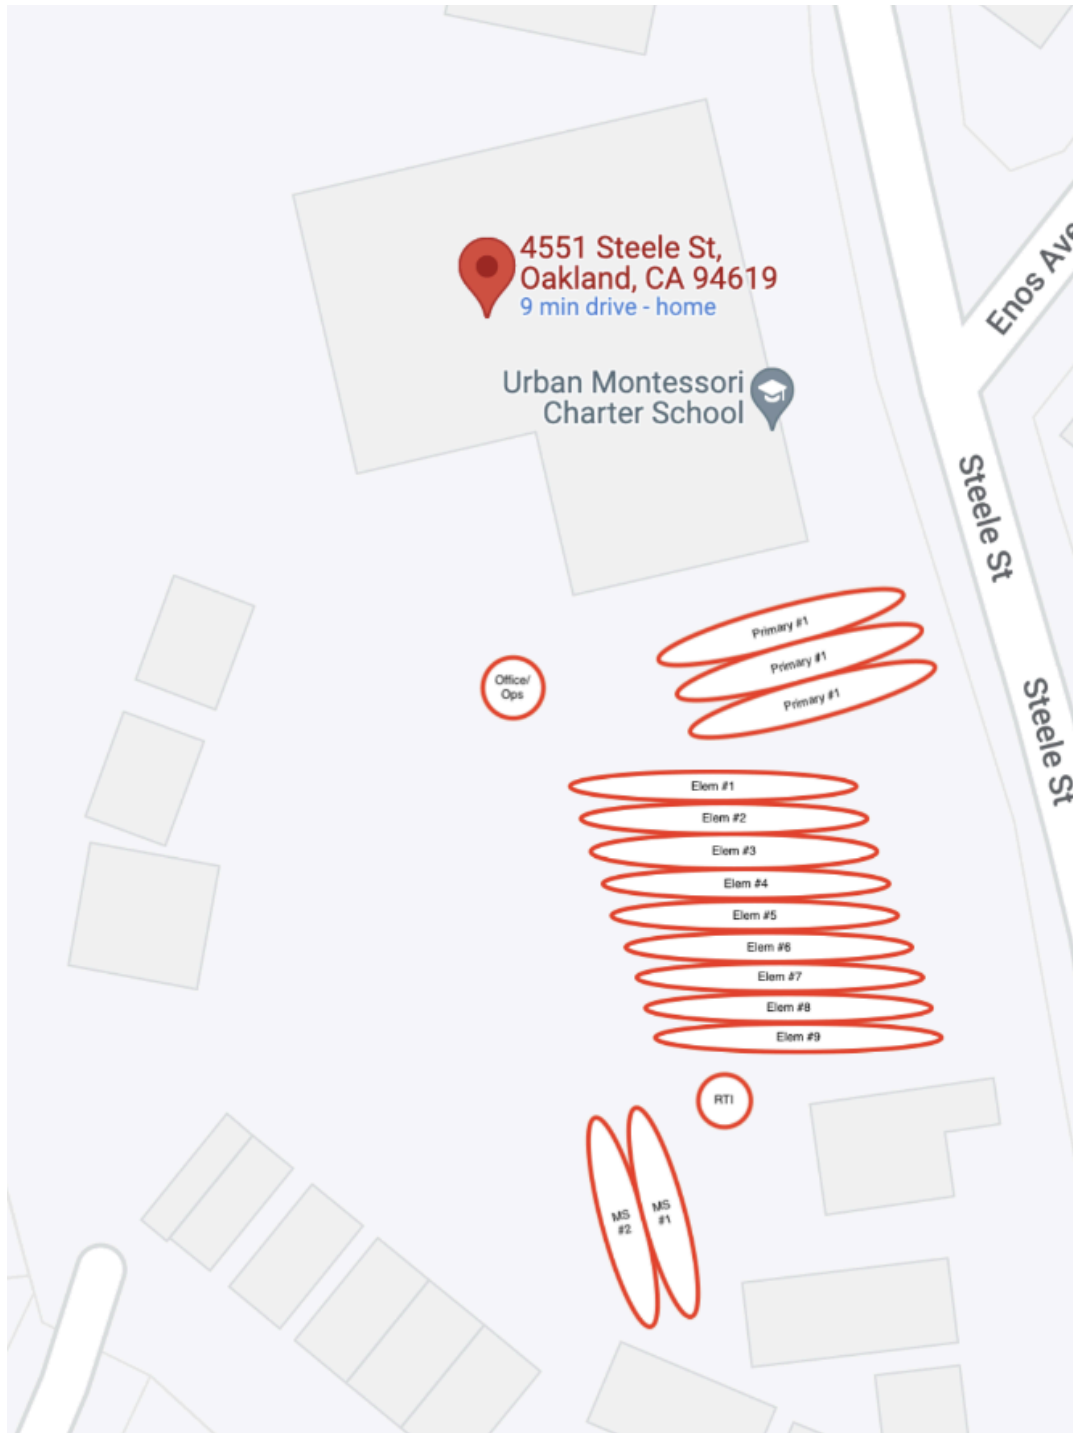 4551 Steele St,
Oakland, CA 94619
9 min drive - home
Enos Ave
Urban Montessori
Charter School
Steele St
Primary #1
Primary #1
Office/
Ops
Primary #1
Steele St
Elem #1
Elem #2
Elem #3
Elem #4
Elem #5
Elem #6
Elem #7
Elem #8
Elem #9
RTI
MS
#2
MS
#1